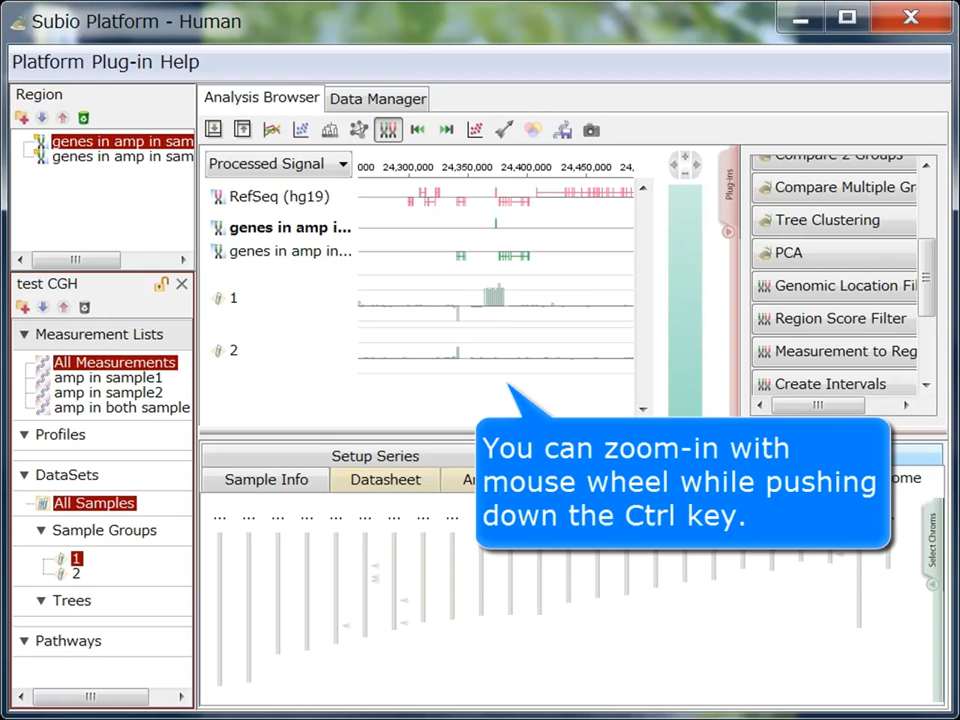 Subio Platform - Human
Platform Plug-in Help
Region
genes in amp in sam
genes in amp in sam
Analysis Browser
Data Manager
Processed Signal
000 24,300,000 24,350,000 24,400,000 24,450,000 24,
RefSeq (hg19)
genes in amp i...
genes in amp in...
1
2
Plug-ins
Compare 2 Groups
Compare Multiple Gr
Tree Clustering
PCA
Genomic Location Fi
Region Score Filter
Measurement to Reg
Create Intervals
test CGH
Measurement Lists
All Measurements
amp in sample1
amp in sample2
amp in both sample
Profiles
DataSets
All Samples
Sample Groups
1
2
Trees
Pathways
You can zoom-in with
mouse wheel while pushing
down the Ctrl key.
Setup Series
Sample Info
Datasheet
An
ome
... ... ... ... ... ... ... ... ...
Select Chroms